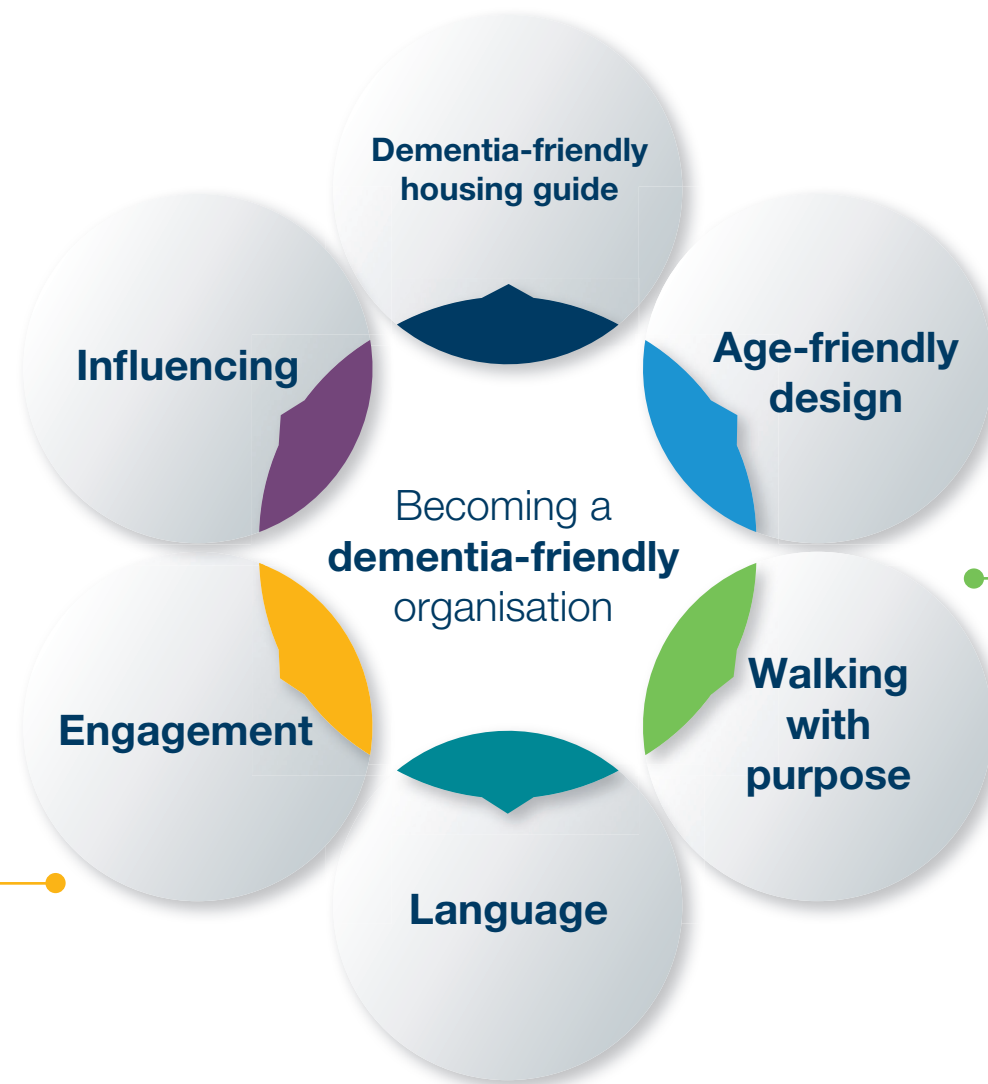 Dementia-friendly
housing guide
Age-friendly
design
Walking
with
purpose
Language
Engagement
Influencing
Becoming a
dementia-friendly
organisation